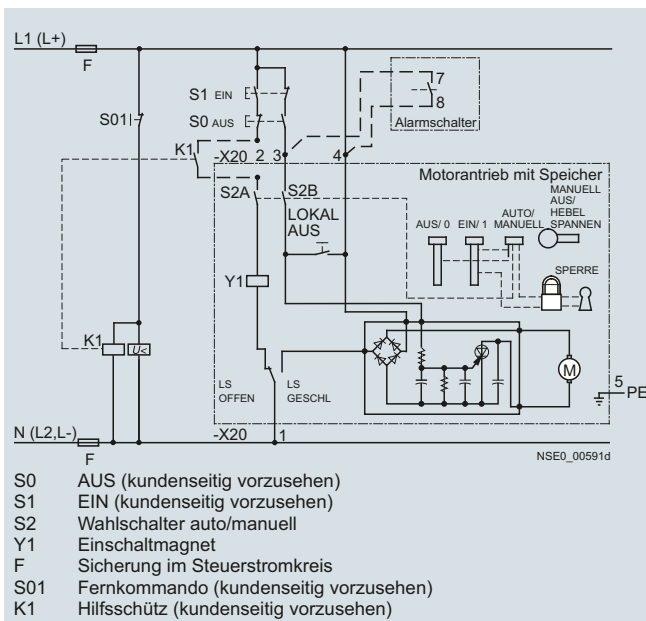 L1 (L+)
F
S1 EIN
S0 AUS
S01
7
8
Alarmschalter
K1
-X20 2 3 4
Motorantrieb mit Speicher
S2A
S2B
LOKAL
AUS
MANUELL
AUS/
HEBEL
SPANNEN
AUTO/
MANUELL
AUS/ 0
EIN/ 1
SPERRE
Y1
K1
U<
LS
OFFEN
LS
GESCHL
M
5
PE
N (L2,L-)
-X20
1
F
NSE0_00591d
S0 AUS (kundenseitig vorzusehen)
S1 EIN (kundenseitig vorzusehen)
S2 Wahlschalter auto/manuell
Y1 Einschaltmagnet
F Sicherung im Steuerstromkreis
S01 Fernkommando (kundenseitig vorzusehen)
K1 Hilfsschütz (kundenseitig vorzusehen)